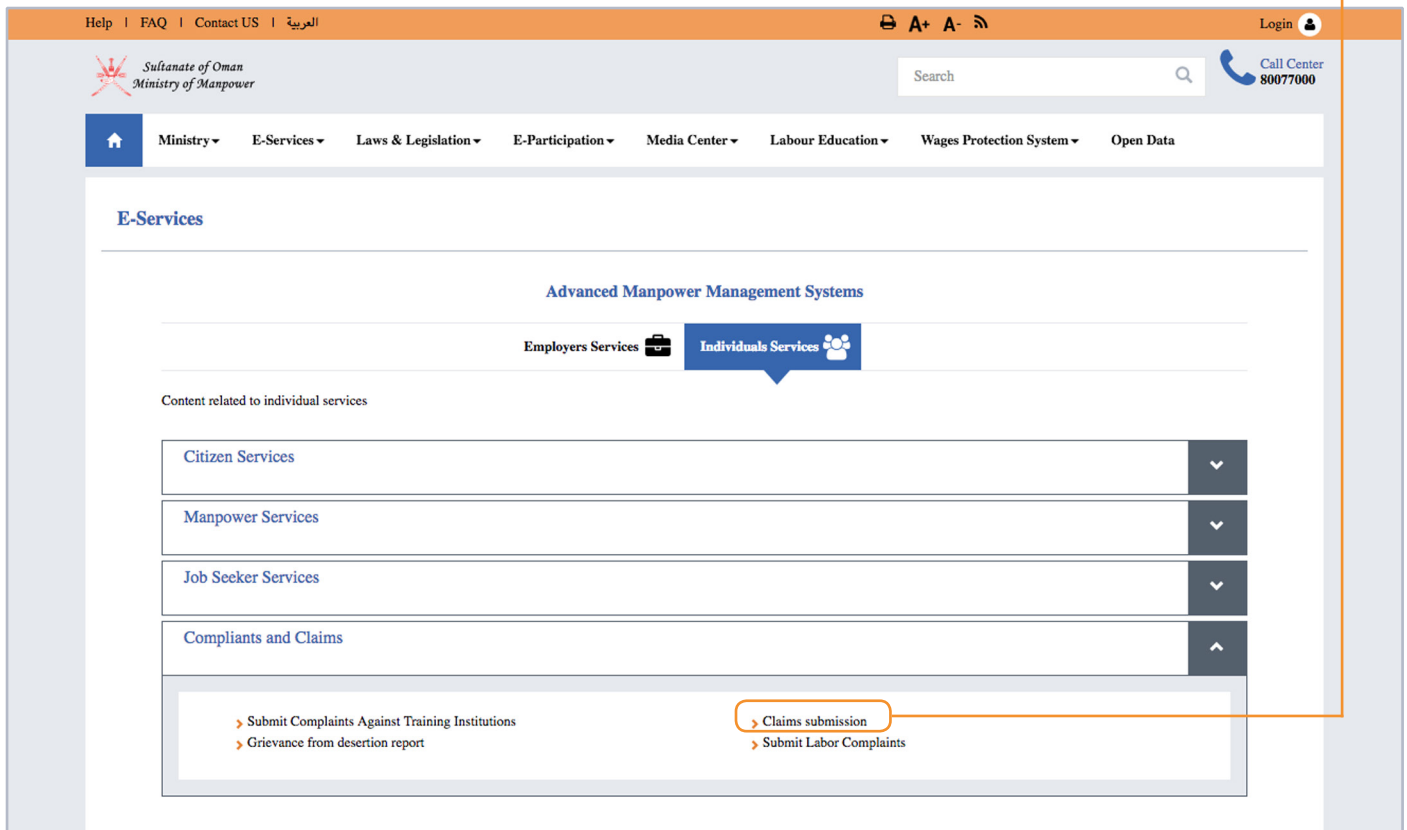 Help | FAQ | Contact US | العربية
A+ A-
Login
Sultanate of Oman
Ministry of Manpower
Search
Call Center
80077000
Ministry E-Services Laws & Legislation E-Participation Media Center Labour Education Wages Protection System Open Data
E-Services
Advanced Manpower Management Systems
Employers Services Individuals Services
Content related to individual services
Citizen Services
Manpower Services
Job Seeker Services
Compliants and Claims
Submit Complaints Against Training Institutions
Claims submission
Grievance from desertion report
Submit Labor Complaints